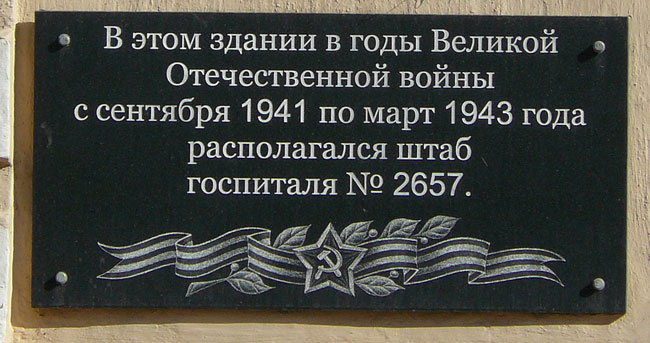 В этом здании в годы Великой
Отечественной войны
с сентября 1941 по март 1943 года
располагался штаб
госпиталя № 2657.